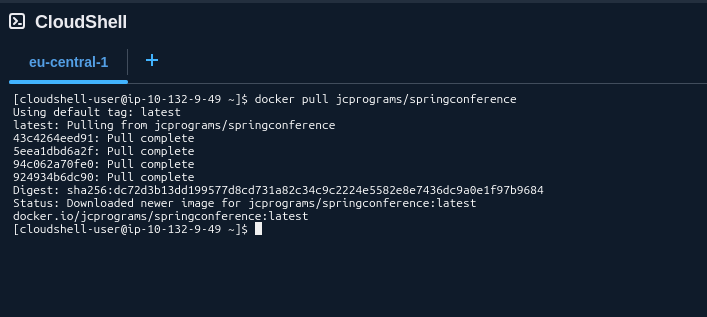 CloudShell
eu-central-1
[cloudshell-user@ip-10-132-9-49 ~]$ docker pull jcprograms/springconference
Using default tag: latest
latest: Pulling from jcprograms/springconference
43c4264eed91: Pull complete
5eea1dbd6a2f: Pull complete
94c062a70fe0: Pull complete
924934b6dc90: Pull complete
Digest: sha256:dc72d3b13dd199577d8cd731a82c34c9c2224e5582e8e7436dc9a0e1f97b9684
Status: Downloaded newer image for jcprograms/springconference:latest
docker.io/jcprograms/springconference:latest
[cloudshell-user@ip-10-132-9-49 ~]$